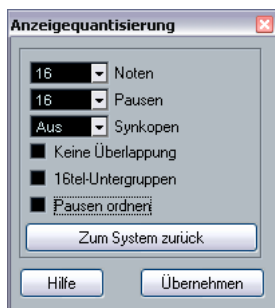 Anzeigequantisierung
16 Noten
16 Pausen
Aus Synkopen
Keine Überlappung
16tel-Untergruppen
Pausen ordnen
Zum System zurück
Hilfe Übernehmen